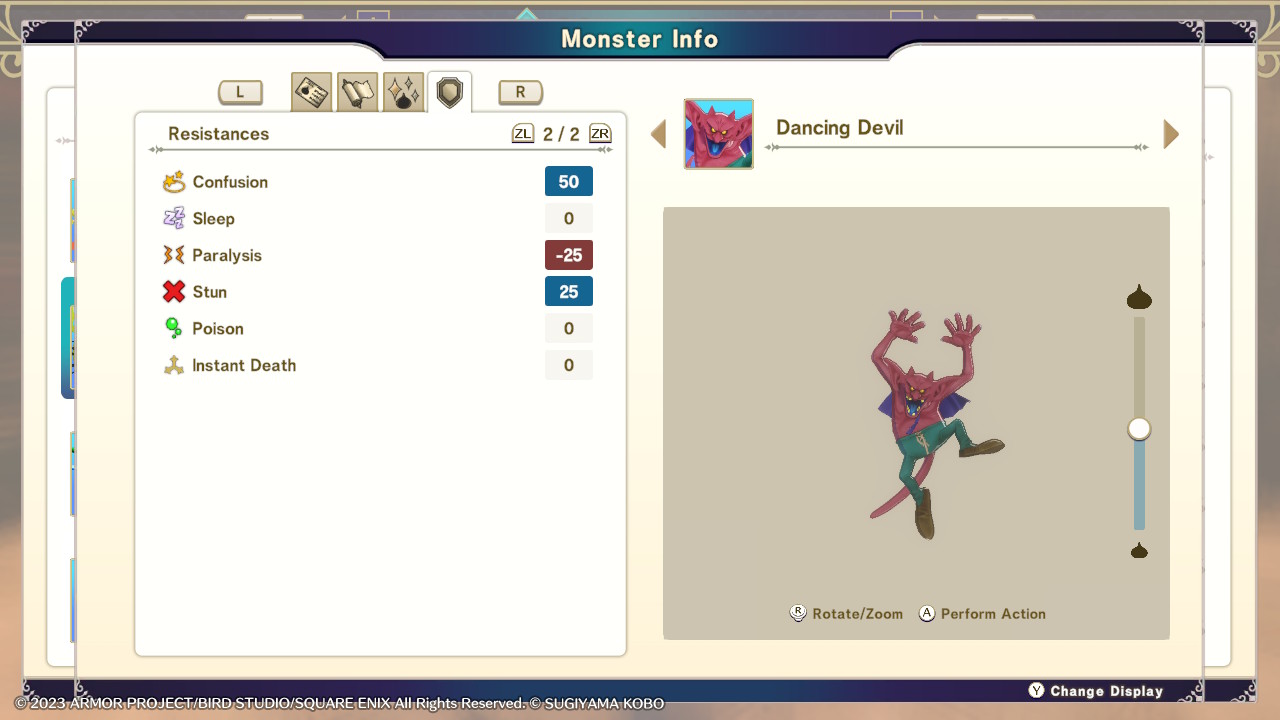 Monster Info
L
R
Resistances
ZL 2 / 2 ZR
Confusion 50
Sleep 0
Paralysis -25
Stun 25
Poison 0
Instant Death 0
Dancing Devil
R Rotate/Zoom A Perform Action
Y Change Display
© 2023 ARMOR PROJECT/BIRD STUDIO/SQUARE ENIX All Rights Reserved. © SUGIYAMA KOBO